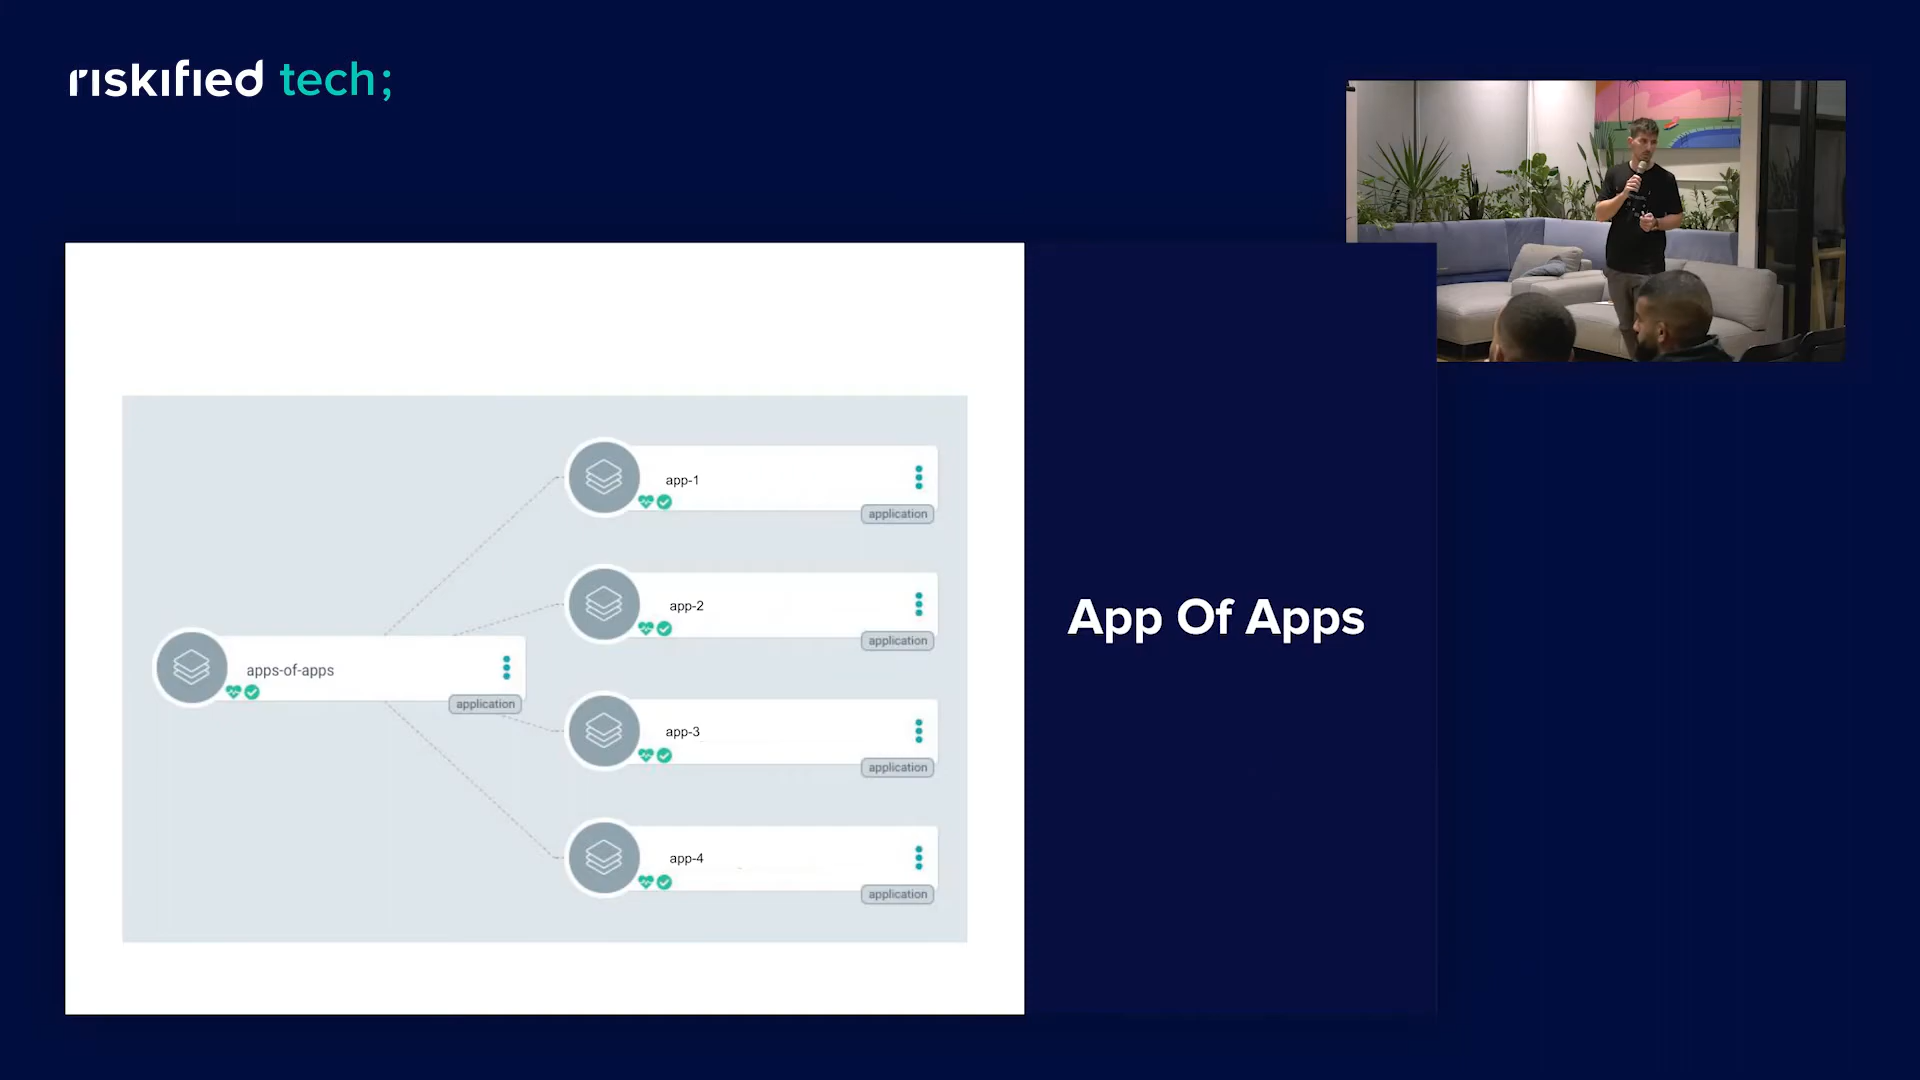 riskified tech;
app-1
application
app-2
application
apps-of-apps
application
app-3
application
app-4
application
App Of Apps